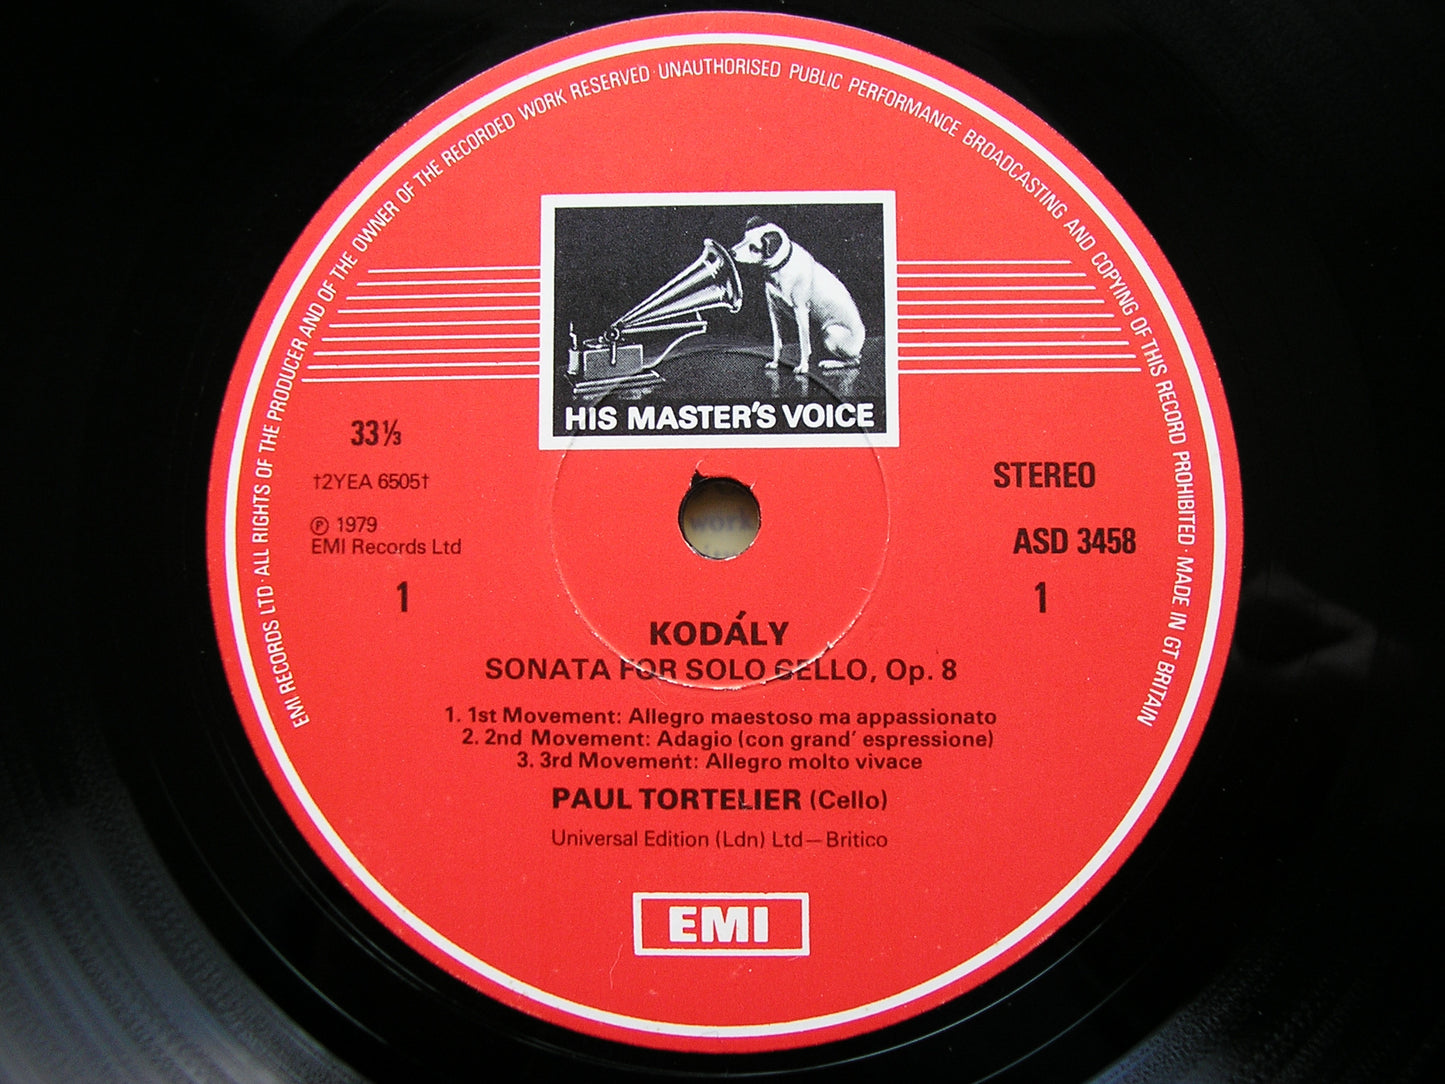 EMI RECORDS LTD · ALL RIGHTS OF THE PRODUCER AND OF THE OWNER OF THE RECORDED WORK RESERVED · UNAUTHORISED PUBLIC PERFORMANCE BROADCASTING AND COPYING OF THIS RECORD PROHIBITED · MADE IN GT BRITAIN
HIS MASTER'S VOICE
33⅓
†2YEA 6505†
℗ 1979
EMI Records Ltd
1
STEREO
ASD 3458
1
work
KODÁLY
SONATA FOR SOLO CELLO, Op. 8
1. 1st Movement: Allegro maestoso ma appassionato
2. 2nd Movement: Adagio (con grand' espressione)
3. 3rd Movement: Allegro molto vivace
PAUL TORTELIER (Cello)
Universal Edition (Ldn) Ltd—Britico
EMI